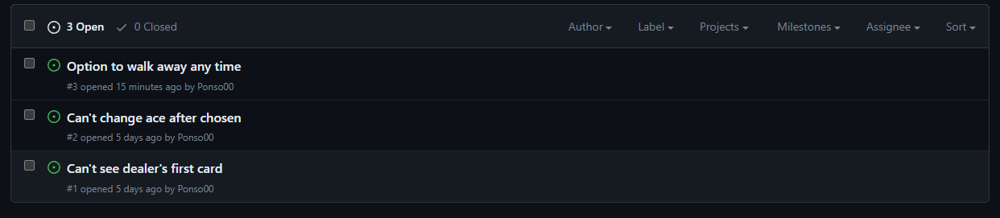 3 Open 0 Closed Author Label Projects Milestones Assignee Sort
Option to walk away any time
#3 opened 15 minutes ago by Ponso00
Can't change ace after chosen
#2 opened 5 days ago by Ponso00
Can't see dealer's first card
#1 opened 5 days ago by Ponso00